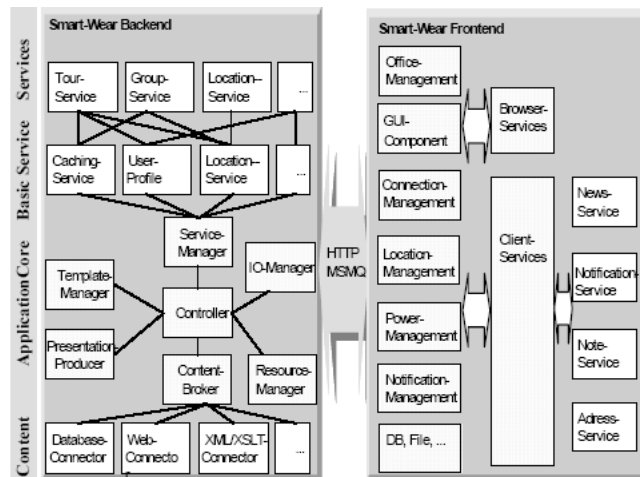 Smart-Wear Backend
Services
Tour-
Service
Group-
Service
Location--
Service
...
Basic Service
Caching-
Service
User-
Profile
Location--
Service
...
Application Core
Service-
Manager
Template-
Manager
IO-Manager
Controller
Presentation-
Producer
Content-
Broker
Resource-
Manager
Content
Database-
Connector
Web-
Connecto
XML/XSLT-
Connector
...
HTTP
MSMQ
Smart-Wear Frontend
Office-
Management
GUI-
Component
Browser-
Services
Connection-
Management
Location-
Management
Power-
Management
Notification-
Management
DB, File, ...
Client-
Services
News-
Service
Notification-
Service
Note-
Service
Adress-
Service